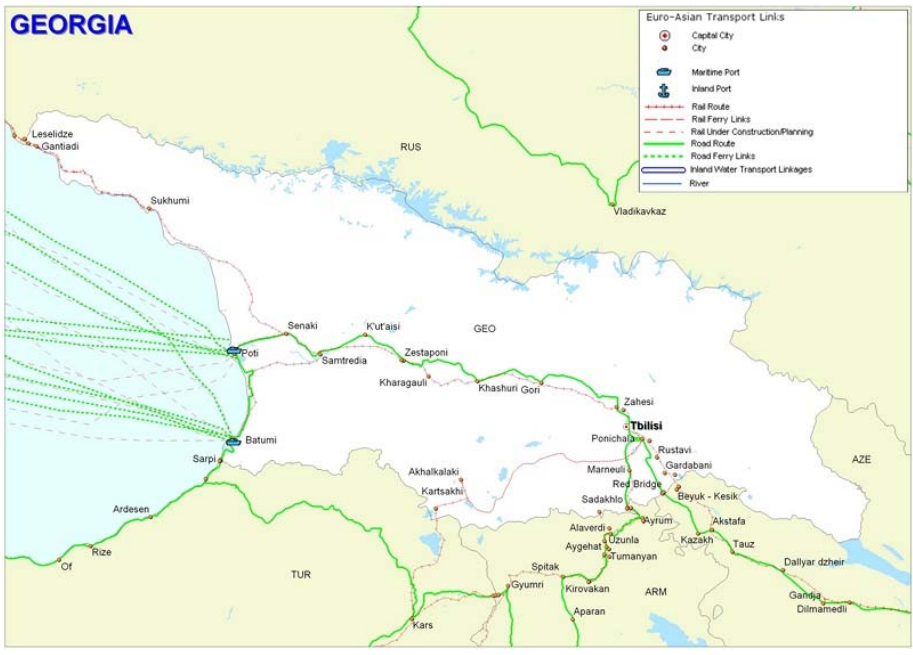 GEORGIA
Euro-Asian Transport Links
Capital City
City
Maritime Port
Inland Port
Rail Route
Rail Ferry Links
Rail Under Construction/Planning
Road Route
Road Ferry Links
Inland Water Transport Linkages
River
Leselidze
Gantiadi
RUS
Sukhumi
Vladikavkaz
Senaki
K'ut'aisi
GEO
Poti
Samtredia
Zestaponi
Kharagauli
Khashuri
Gori
Zahesi
Tbilisi
Ponichala
Batumi
Rustavi
Sarpi
Gardabani
AZE
Akhalkalaki
Marneuli
Kartsakhi
Red Bridge
Beyuk - Kesik
Sadakhlo
Ardesen
Ayrum
Akstafa
Alaverdi
Uzunla
Kazakh
Rize
Aygehat
Tauz
Tumanyan
Of
Spitak
Dallyar dzheir
TUR
Gyumri
Kirovakan
ARM
Gandja
Aparan
Dilmamedli
Kars